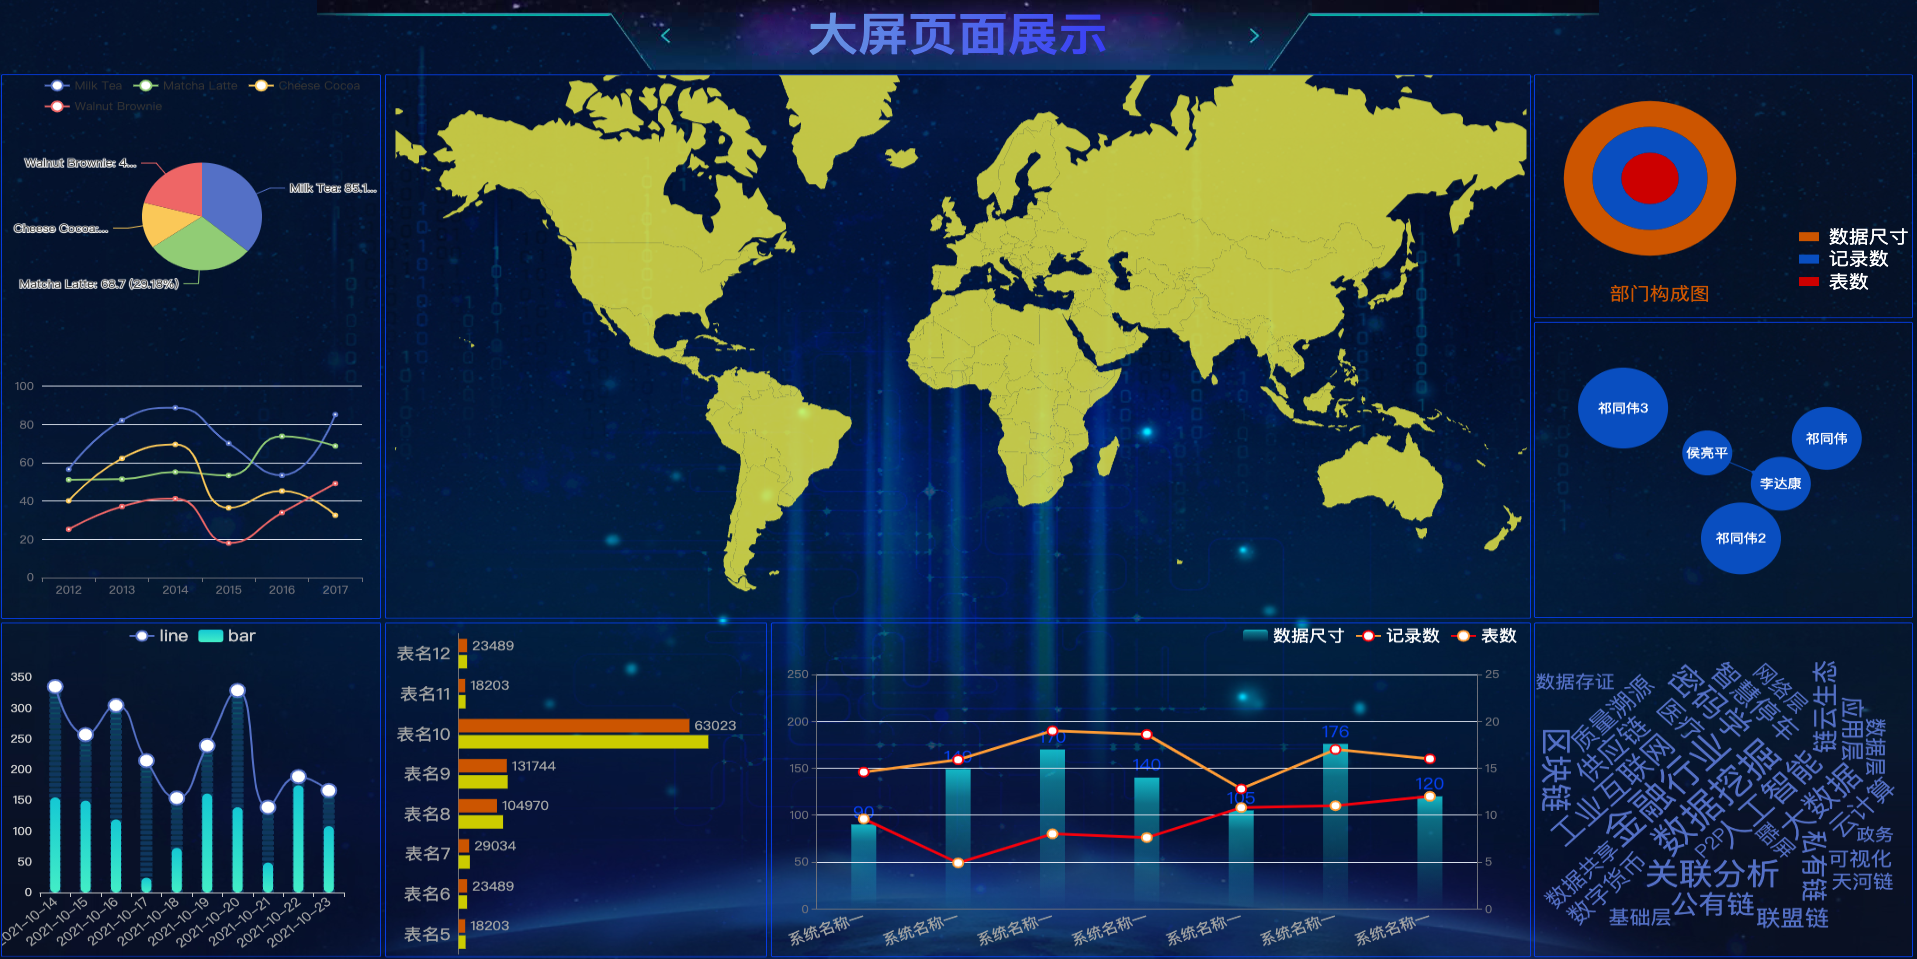 大屏页面展示
Milk Tea
Matcha Latte
Cheese Cocoa
Walnut Brownie
Walnut Brownie: 4...
Milk Tea: 85.1...
Cheese Cocoa:...
Matcha Latte: 68.7 (29.18%)
100
80
60
40
20
0
2012
2013
2014
2015
2016
2017
数据尺寸
记录数
表数
部门构成图
祁同伟3
祁同伟
侯亮平
李达康
祁同伟2
line
bar
350
300
250
200
150
100
50
0
2021-10-14
2021-10-15
2021-10-16
2021-10-17
2021-10-18
2021-10-19
2021-10-20
2021-10-21
2021-10-22
2021-10-23
表名12
23489
表名11
18203
表名10
63023
表名9
131744
表名8
104970
表名7
29034
表名6
23489
表名5
18203
数据尺寸
记录数
表数
250
200
150
100
50
0
25
20
15
10
5
0
90
149
170
140
105
176
120
系统名称一
系统名称一
系统名称一
系统名称一
系统名称一
系统名称一
系统名称一
数据存证
质量溯源
密码学
智慧停车
网络层
链云生态
应用层
数据层
区块链
供应链
医疗
工业互联网
金融行业
数据挖掘
人工智能
大数据
云计算
P2P
酷屏
政务
私有链
可视化
天河链
数据共享
数字货币
关联分析
公有链
基础层
联盟链